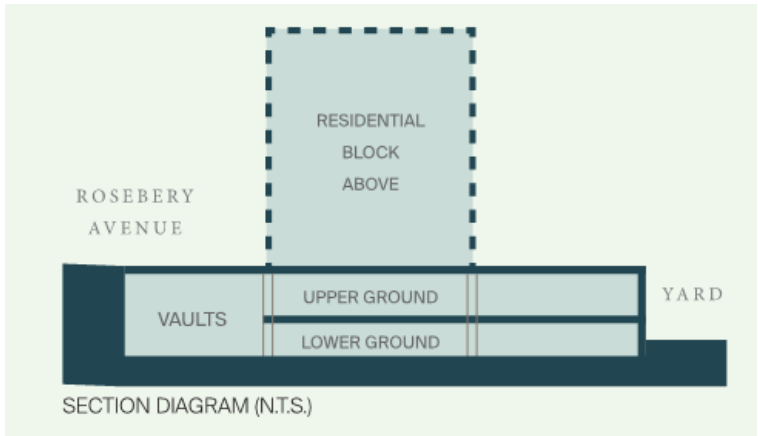 RESIDENTIAL
BLOCK
ABOVE
ROSEBERY
AVENUE
UPPER GROUND
YARD
VAULTS
LOWER GROUND
SECTION DIAGRAM (N.T.S.)